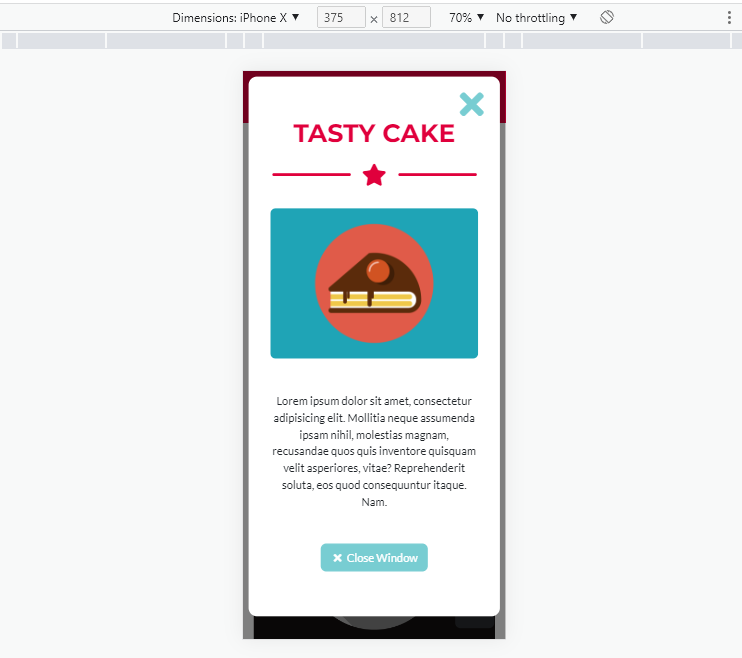 Dimensions: iPhone X ▼ 375 × 812 70% ▼ No throttling ▼
TASTY CAKE
Lorem ipsum dolor sit amet, consectetur
adipisicing elit. Mollitia neque assumenda
ipsam nihil, molestias magnam,
recusandae quos quis inventore quisquam
velit asperiores, vitae? Reprehenderit
soluta, eos quod consequuntur itaque.
Nam.
Close Window